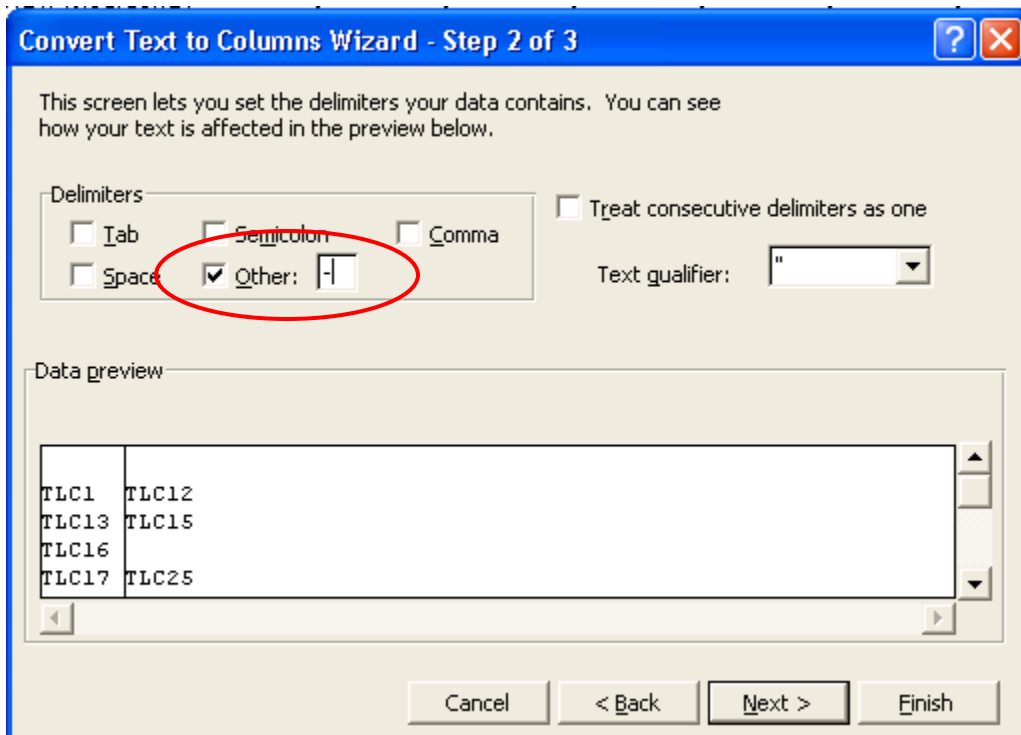 Convert Text to Columns Wizard - Step 2 of 3
This screen lets you set the delimiters your data contains. You can see
how your text is affected in the preview below.
Delimiters
Tab Semicolon Comma
Space Other: -
Treat consecutive delimiters as one
Text qualifier: "
Data preview
TLC1 TLC12
TLC13 TLC15
TLC16
TLC17 TLC25
Cancel < Back Next > Finish